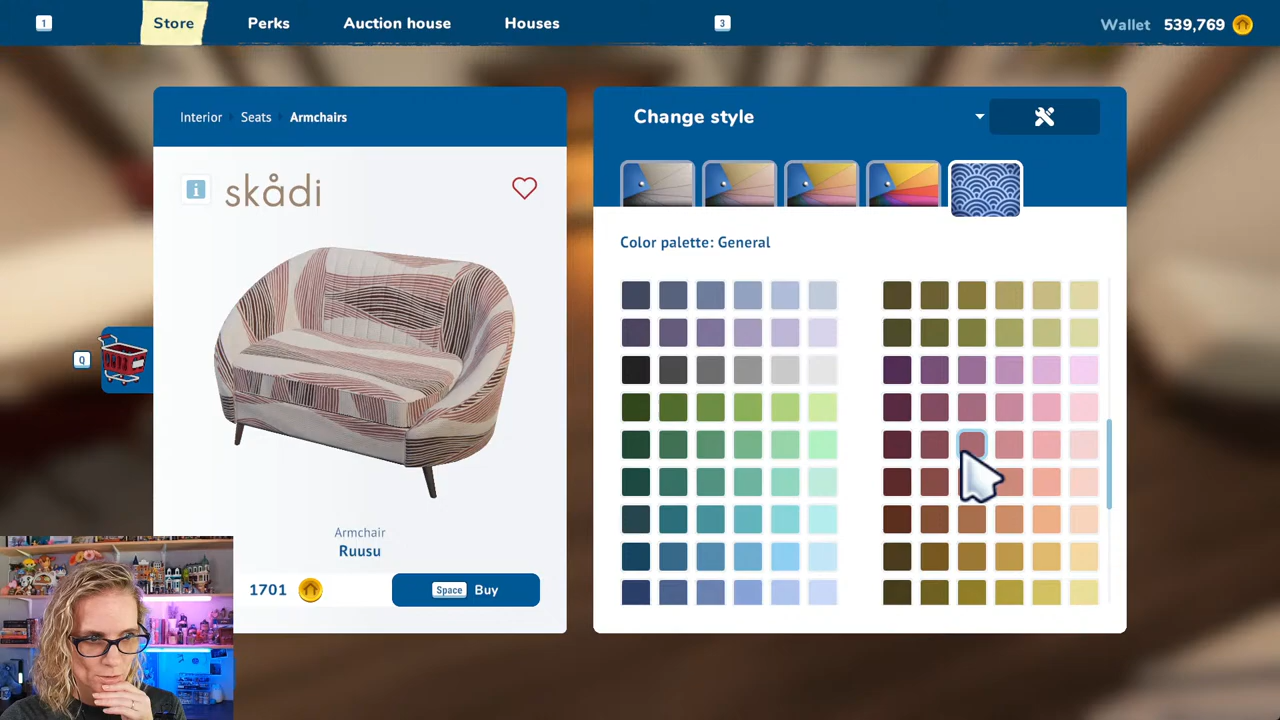 1
Store
Perks
Auction house
Houses
3
Wallet 539,769
Interior Seats Armchairs
i skådi
Q
Armchair
Ruusu
1701
Space Buy
Change style
Color palette: General